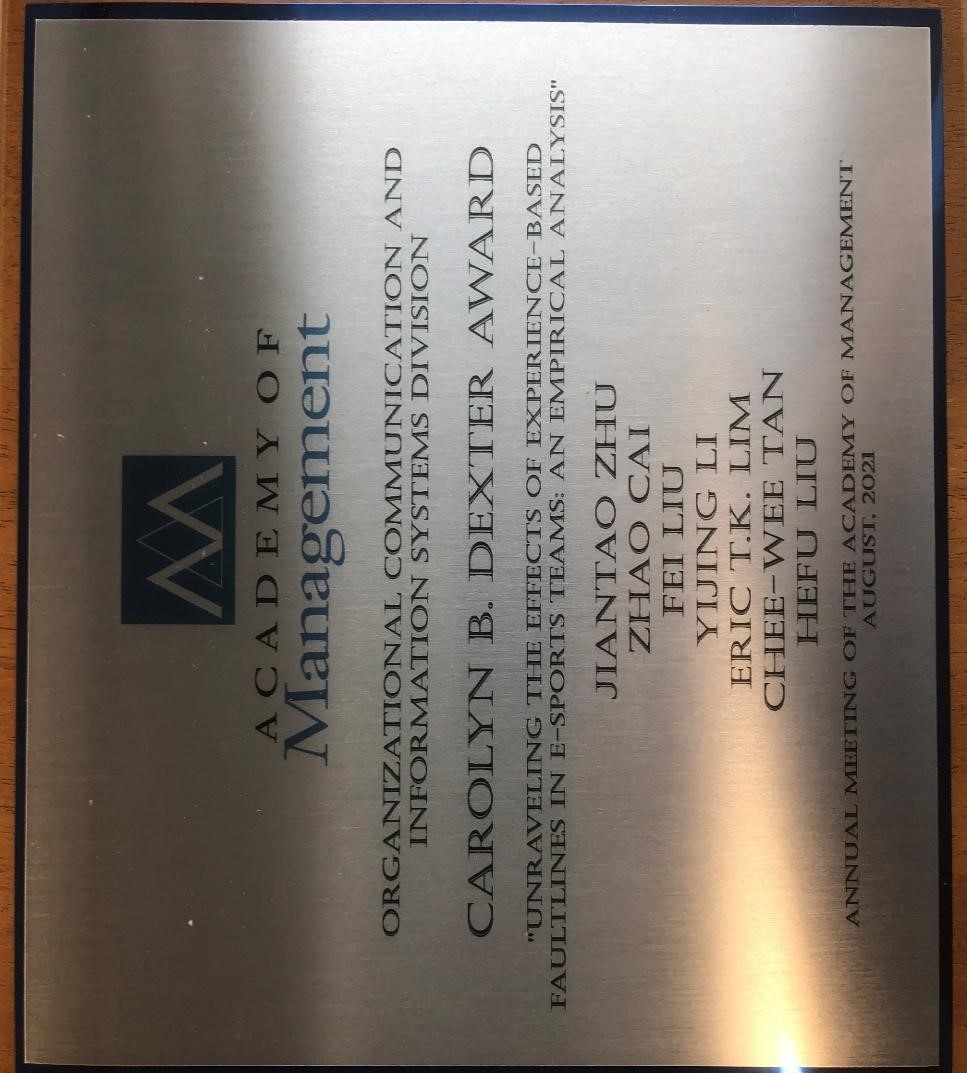 ACADEMY OF
Management
ORGANIZATIONAL COMMUNICATION AND
INFORMATION SYSTEMS DIVISION
CAROLYN B. DEXTER AWARD
"UNRAVELING THE EFFECTS OF EXPERIENCE-BASED
FAULTLINES IN E-SPORTS TEAMS: AN EMPIRICAL ANALYSIS"
JIANTAO ZHU
ZHAO CAI
FEI LIU
YIJING LI
ERIC T.K. LIM
CHEE-WEE TAN
HEFU LIU
ANNUAL MEETING OF THE ACADEMY OF MANAGEMENT
AUGUST, 2021